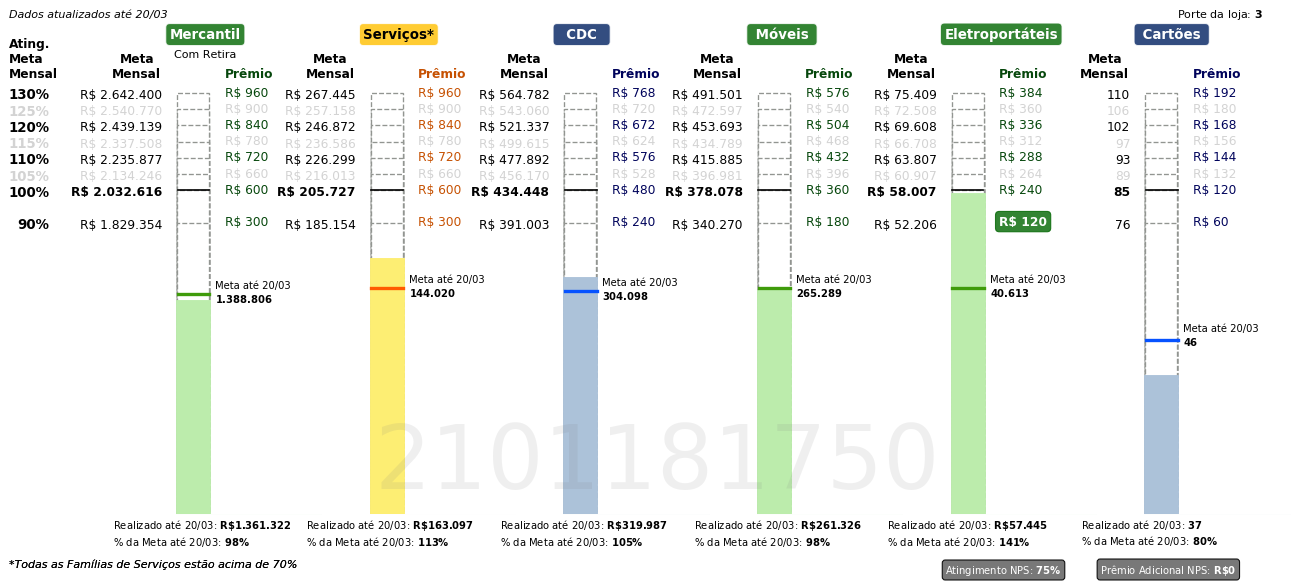 Dados atualizados até 20/03 Porte da loja: 3
Mercantil Serviços* CDC Móveis Eletroportáteis Cartões
Com Retira
Ating. Meta Mensal Meta Mensal Prêmio Meta Mensal Prêmio Meta Mensal Prêmio Meta Mensal Prêmio Meta Mensal Prêmio Meta Mensal Prêmio
130% R$ 2.642.400 R$ 960 R$ 267.445 R$ 960 R$ 564.782 R$ 768 R$ 491.501 R$ 576 R$ 75.409 R$ 384 110 R$ 192
125% R$ 2.540.770 R$ 900 R$ 257.158 R$ 900 R$ 543.060 R$ 720 R$ 472.597 R$ 540 R$ 72.508 R$ 360 106 R$ 180
120% R$ 2.439.139 R$ 840 R$ 246.872 R$ 840 R$ 521.337 R$ 672 R$ 453.693 R$ 504 R$ 69.608 R$ 336 102 R$ 168
115% R$ 2.337.508 R$ 780 R$ 236.586 R$ 780 R$ 499.615 R$ 624 R$ 434.789 R$ 468 R$ 66.708 R$ 312 97 R$ 156
110% R$ 2.235.877 R$ 720 R$ 226.299 R$ 720 R$ 477.892 R$ 576 R$ 415.885 R$ 432 R$ 63.807 R$ 288 93 R$ 144
105% R$ 2.134.246 R$ 660 R$ 216.013 R$ 660 R$ 456.170 R$ 528 R$ 396.981 R$ 396 R$ 60.907 R$ 264 89 R$ 132
100% R$ 2.032.616 R$ 600 R$ 205.727 R$ 600 R$ 434.448 R$ 480 R$ 378.078 R$ 360 R$ 58.007 R$ 240 85 R$ 120
90% R$ 1.829.354 R$ 300 R$ 185.154 R$ 300 R$ 391.003 R$ 240 R$ 340.270 R$ 180 R$ 52.206 R$ 120 76 R$ 60
Meta até 20/03 Meta até 20/03 Meta até 20/03 Meta até 20/03 Meta até 20/03 Meta até 20/03
1.388.806 144.020 304.098 265.289 40.613 46
2101181750
Realizado até 20/03: R$1.361.322 Realizado até 20/03: R$163.097 Realizado até 20/03: R$319.987 Realizado até 20/03: R$261.326 Realizado até 20/03: R$57.445 Realizado até 20/03: 37
% da Meta até 20/03: 98% % da Meta até 20/03: 113% % da Meta até 20/03: 105% % da Meta até 20/03: 98% % da Meta até 20/03: 141% % da Meta até 20/03: 80%
*Todas as Famílias de Serviços estão acima de 70% Atingimento NPS: 75% Prêmio Adicional NPS: R$0